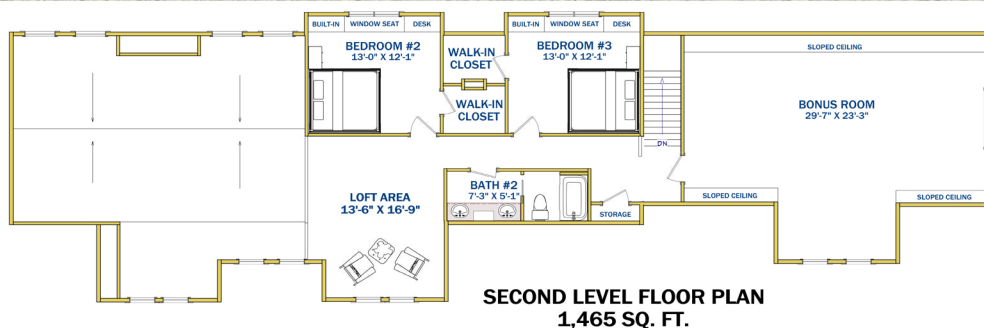 BUILT-IN WINDOW SEAT DESK
BUILT-IN WINDOW SEAT DESK
BEDROOM #2
13'-0" X 12'-1"
WALK-IN
CLOSET
BEDROOM #3
13'-0" X 12'-1"
SLOPED CEILING
WALK-IN
CLOSET
BONUS ROOM
29'-7" X 23'-3"
DN
LOFT AREA
13'-6" X 16'-9"
BATH #2
7'-3" X 5'-1"
STORAGE
SLOPED CEILING
SLOPED CEILING
SECOND LEVEL FLOOR PLAN
1,465 SQ. FT.